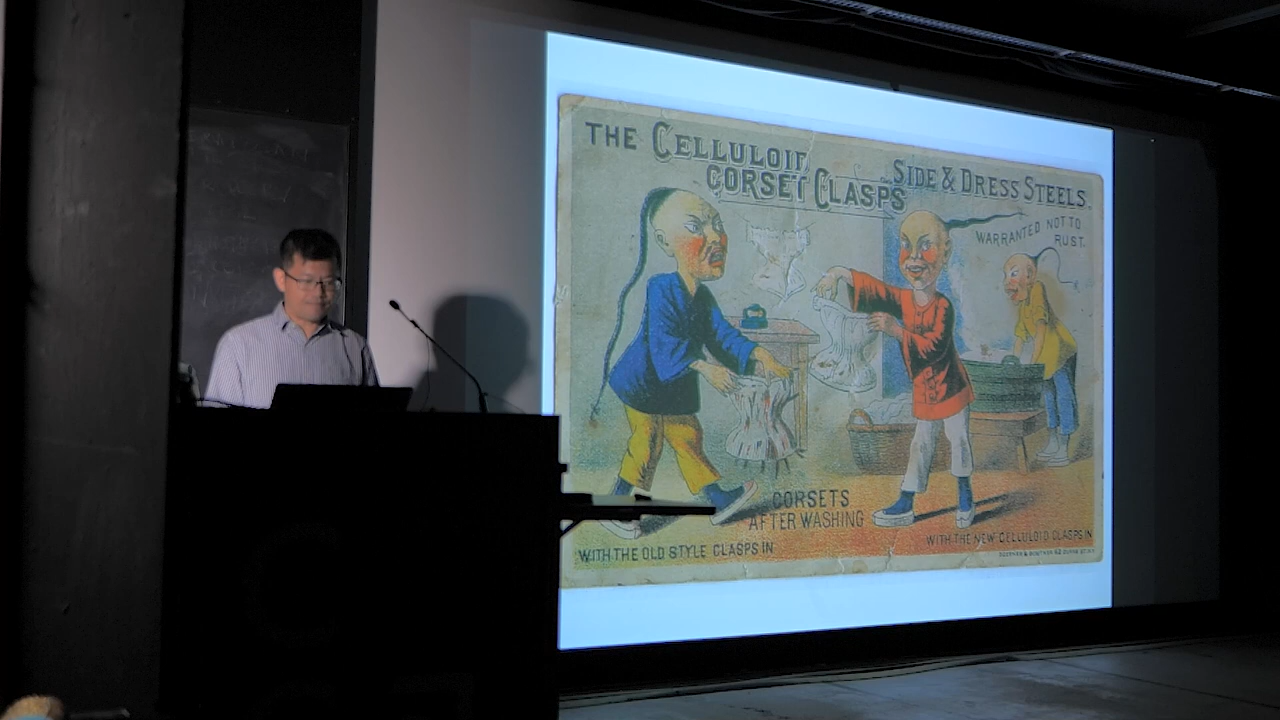 THE CELLULOID
CORSET CLASPS
SIDE & DRESS STEELS.
WARRANTED NOT TO
RUST.
CORSETS
AFTER WASHING
WITH THE OLD STYLE CLASPS IN
WITH THE NEW CELLULOID CLASPS IN